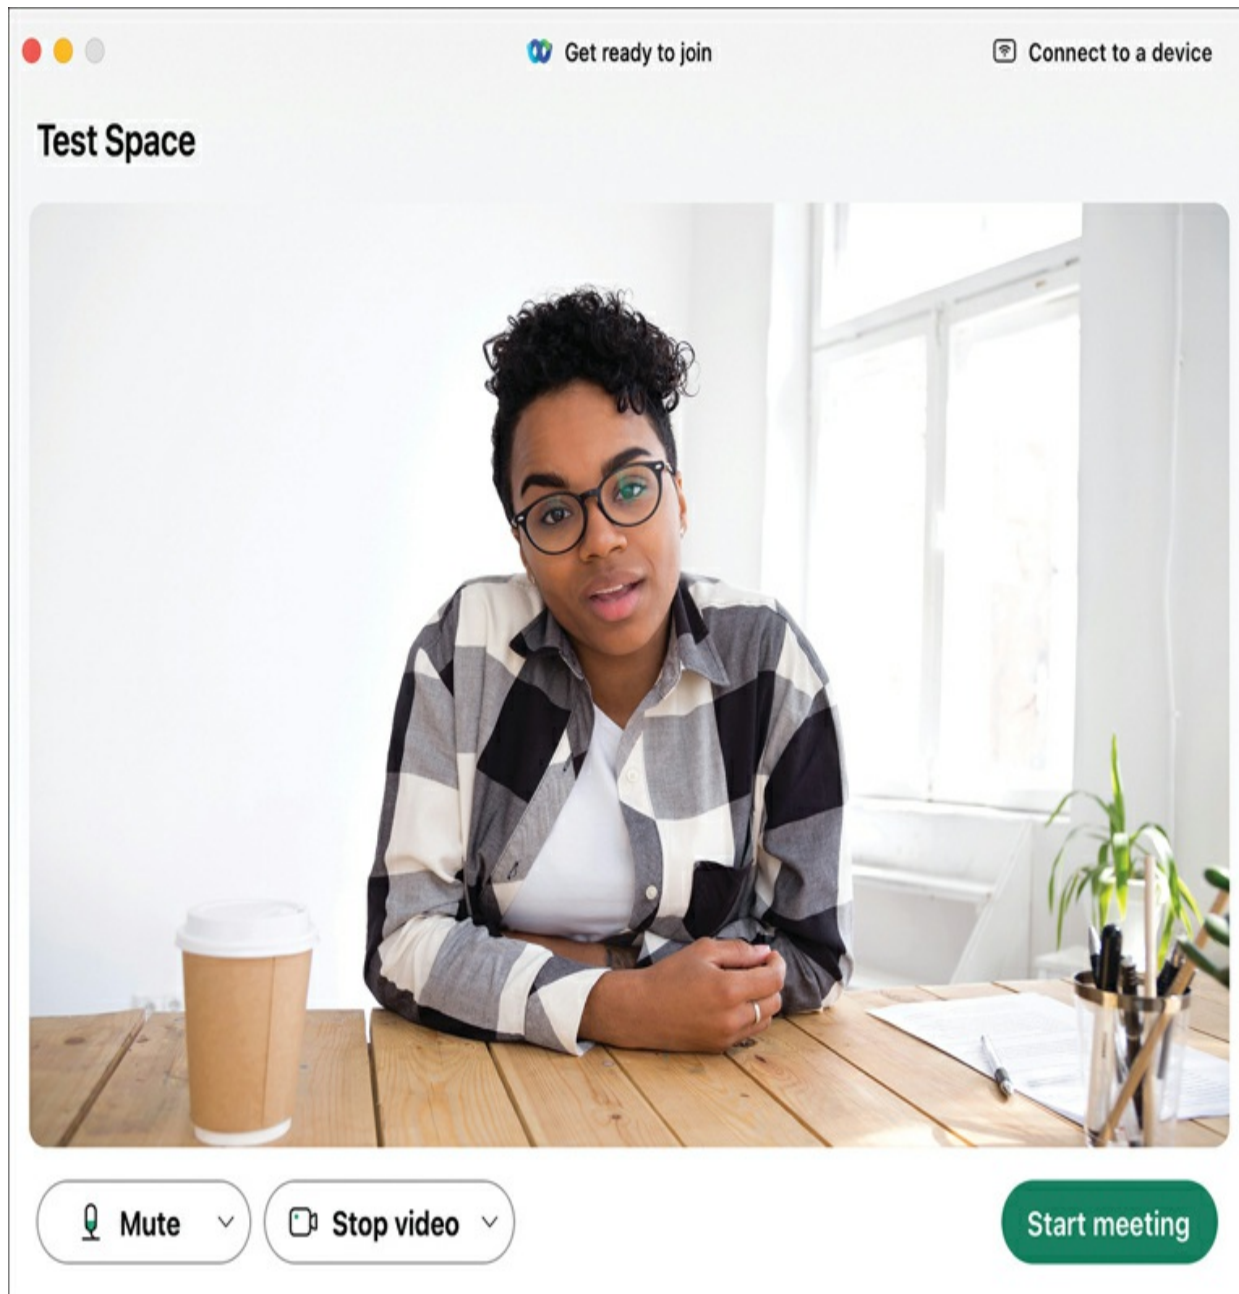 Get ready to join
Connect to a device
Test Space
Mute
Stop video
Start meeting